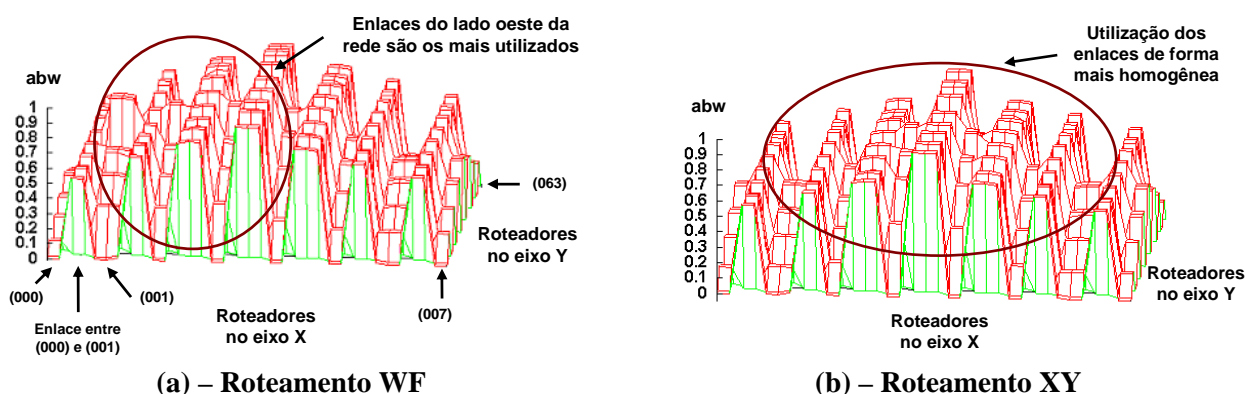 Enlaces do lado oeste da
rede são os mais utilizados
abw
1
0.9
0.8
0.7
0.6
0.5
0.4
0.3
0.2
0.1
0
(063)
Roteadores
no eixo Y
(000)
(001)
(007)
Enlace entre
(000) e (001)
Roteadores
no eixo X
(a) – Roteamento WF
Utilização dos
enlaces de forma
mais homogênea
abw
1
0.9
0.8
0.7
0.6
0.5
0.4
0.3
0.2
0.1
0
Roteadores
no eixo Y
Roteadores
no eixo X
(b) – Roteamento XY